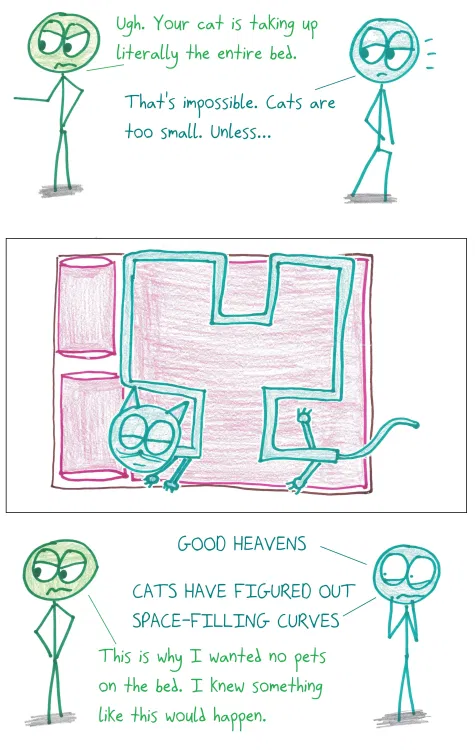 Ugh. Your cat is taking up
literally the entire bed.
That's impossible. Cats are
too small. Unless...
GOOD HEAVENS
CATS HAVE FIGURED OUT
SPACE-FILLING CURVES
This is why I wanted no pets
on the bed. I knew something
like this would happen.